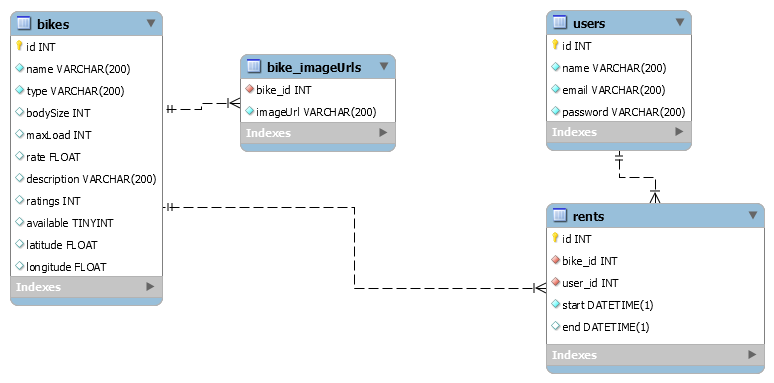 bikes
id INT
name VARCHAR(200)
type VARCHAR(200)
bodySize INT
maxLoad INT
rate FLOAT
description VARCHAR(200)
ratings INT
available TINYINT
latitude FLOAT
longitude FLOAT
Indexes
bike_imageUrls
bike_id INT
imageUrl VARCHAR(200)
Indexes
users
id INT
name VARCHAR(200)
email VARCHAR(200)
password VARCHAR(200)
Indexes
rents
id INT
bike_id INT
user_id INT
start DATETIME(1)
end DATETIME(1)
Indexes